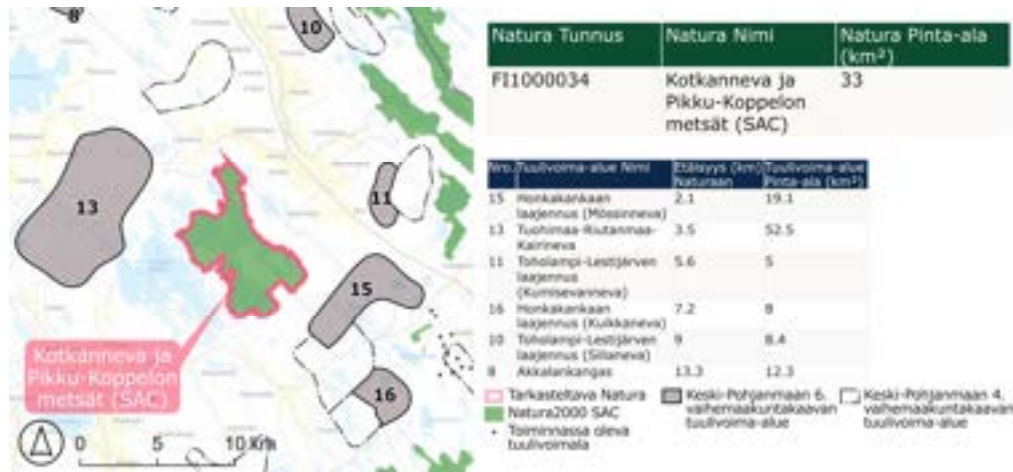 8
10
13
11
15
16
Kotkanneva ja
Pikku-Koppelon
metsät (SAC)
0 5 10 Km
Natura Tunnus Natura Nimi Natura Pinta-ala
(km²)
FI1000034 Kotkanneva ja 33
Pikku-Koppelon
metsät (SAC)
Nro. Tuulivoima-alue Nimi Etäisyys (km) Tuulivoima-alue
Naturaan Pinta-ala (km²)
15 Honkakankaan 2.1 19.1
laajennus (Mössinneva)
13 Tuohimaa-Riutanmaa- 3.5 52.5
Kairineva
11 Toholampi-Lestijärven 5.6 5
laajennus
(Kumisevanneva)
16 Honkakankaan 7.2 8
laajennus (Kuikkaneva)
10 Toholampi-Lestijärven 9 8.4
laajennus (Sillaneva)
8 Akkalankangas 13.3 12.3
Tarkasteltava Natura
Natura2000 SAC
Toiminnassa oleva
tuulivoimala
Keski-Pohjanmaan 6.
vaihemaakuntakaavan
tuulivoima-alue
Keski-Pohjanmaan 4.
vaihemaakuntakaavan
tuulivoima-alue